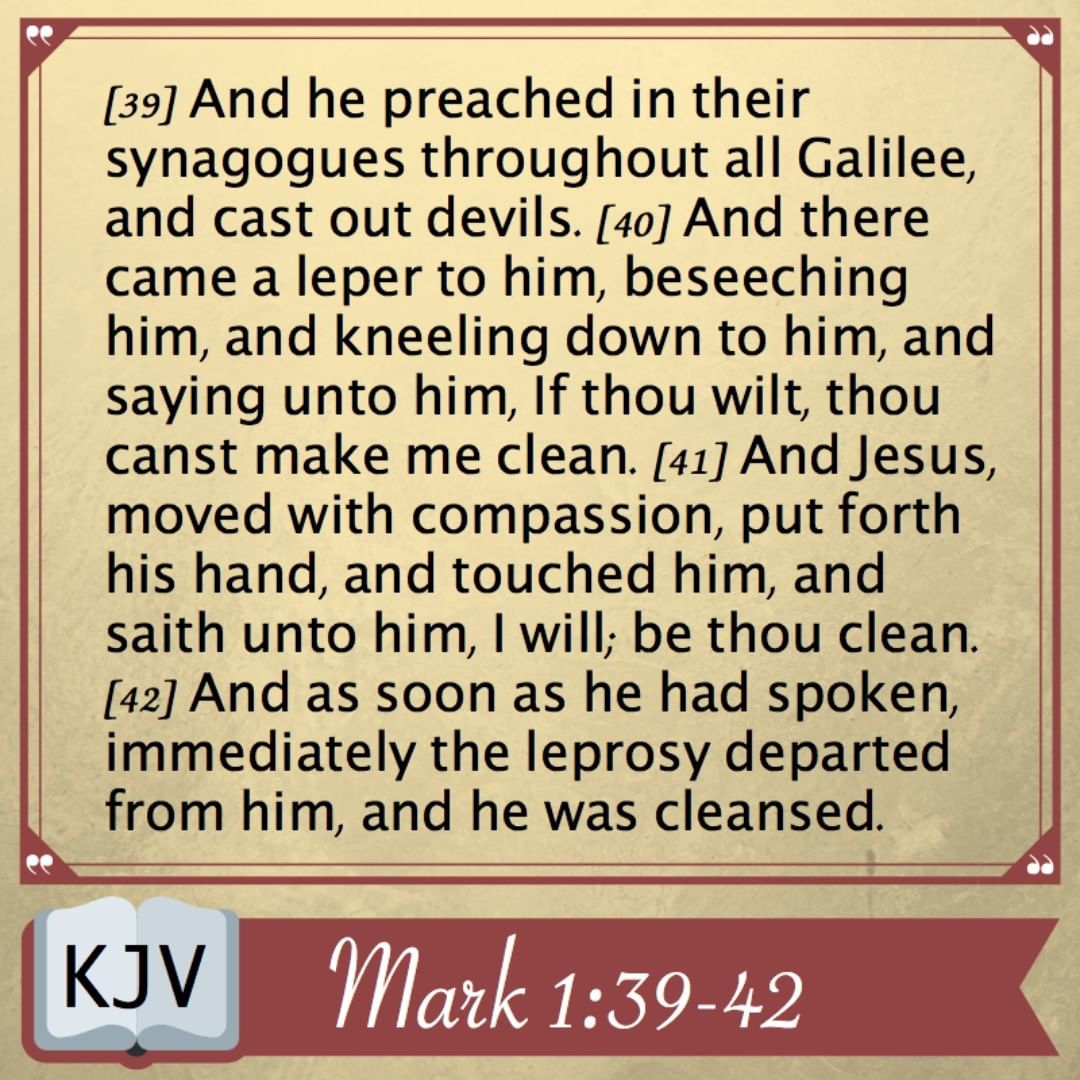 [39] And he preached in their
synagogues throughout all Galilee,
and cast out devils. [40] And there
came a leper to him, beseeching
him, and kneeling down to him, and
saying unto him, If thou wilt, thou
canst make me clean. [41] And Jesus,
moved with compassion, put forth
his hand, and touched him, and
saith unto him, I will; be thou clean.
[42] And as soon as he had spoken,
immediately the leprosy departed
from him, and he was cleansed.
KJV
Mark 1:39-42